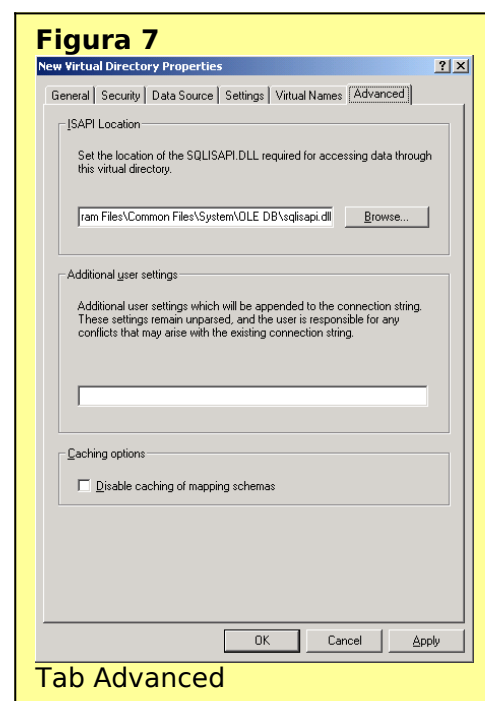 Figura 7
New Virtual Directory Properties
General Security Data Source Settings Virtual Names Advanced
ISAPI Location
Set the location of the SQLISAPI.DLL required for accessing data through
this virtual directory.
ram Files\Common Files\System\OLE DB\sqlisapi.dll Browse...
Additional user settings
Additional user settings which will be appended to the connection string.
These settings remain unparsed, and the user is responsible for any
conflicts that may arise with the existing connection string.
Caching options
Disable caching of mapping schemas
OK Cancel Apply
Tab Advanced